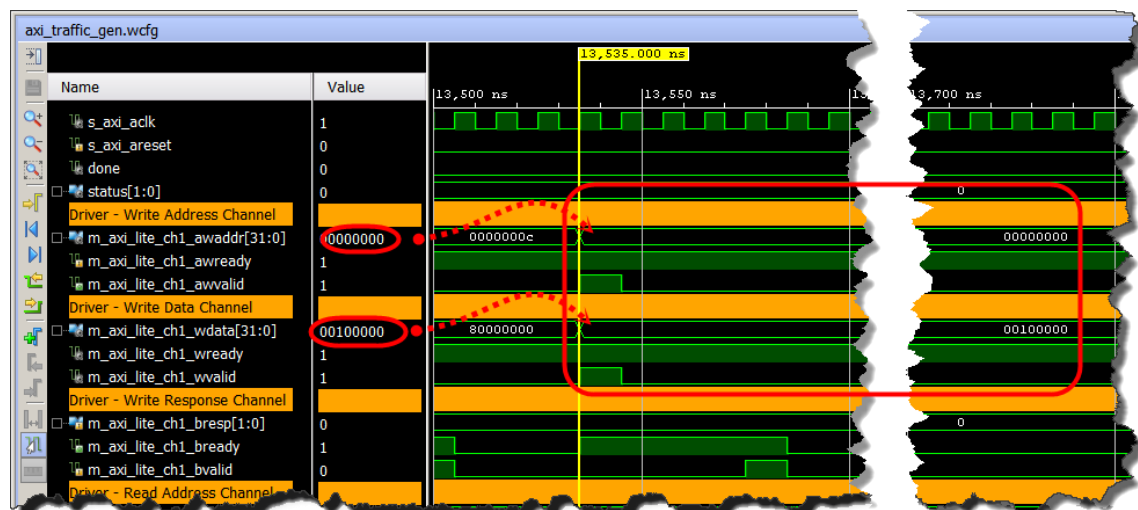 axi_traffic_gen.wcfg
13,535.000 ns
Name Value
13,500 ns 13,550 ns 13,700 ns
s_axi_aclk 1
s_axi_areset 0
done 0
status[1:0] 0 0
Driver - Write Address Channel
m_axi_lite_ch1_awaddr[31:0] 00000000 0000000c 00000000
m_axi_lite_ch1_awready 1
m_axi_lite_ch1_awvalid 1
Driver - Write Data Channel
m_axi_lite_ch1_wdata[31:0] 00100000 80000000 00100000
m_axi_lite_ch1_wready 1
m_axi_lite_ch1_wvalid 1
Driver - Write Response Channel
m_axi_lite_ch1_bresp[1:0] 0 0
m_axi_lite_ch1_bready 1
m_axi_lite_ch1_bvalid 0
Driver - Read Address Channel